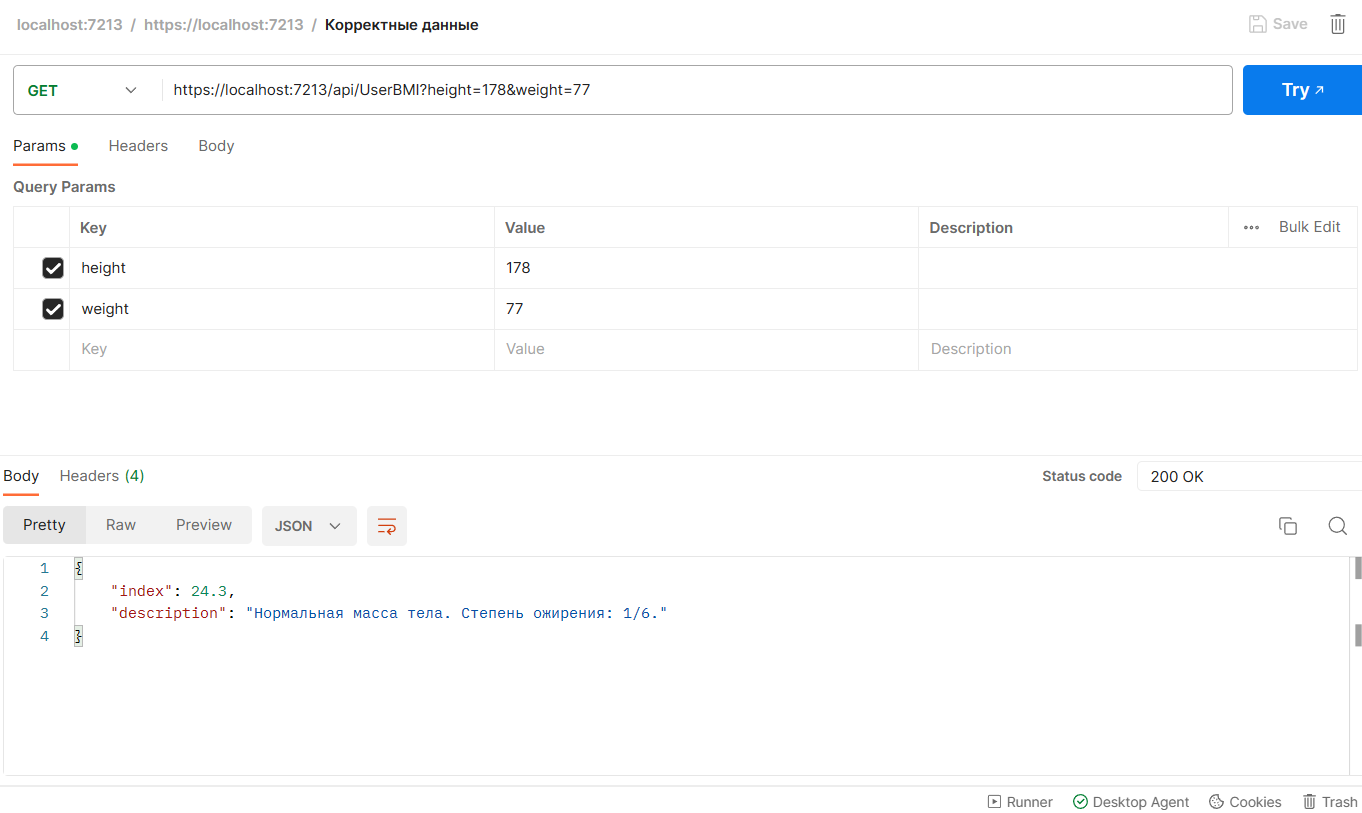 localhost:7213 / https://localhost:7213 / Корректные данные Save
GET https://localhost:7213/api/UserBMI?height=178&weight=77 Try ↗
Params Headers Body
Query Params
Key Value Description Bulk Edit
height 178
weight 77
Key Value Description
Body Headers (4) Status code 200 OK
Pretty Raw Preview JSON
1 {
2 "index": 24.3,
3 "description": "Нормальная масса тела. Степень ожирения: 1/6."
4 }
Runner Desktop Agent Cookies Trash